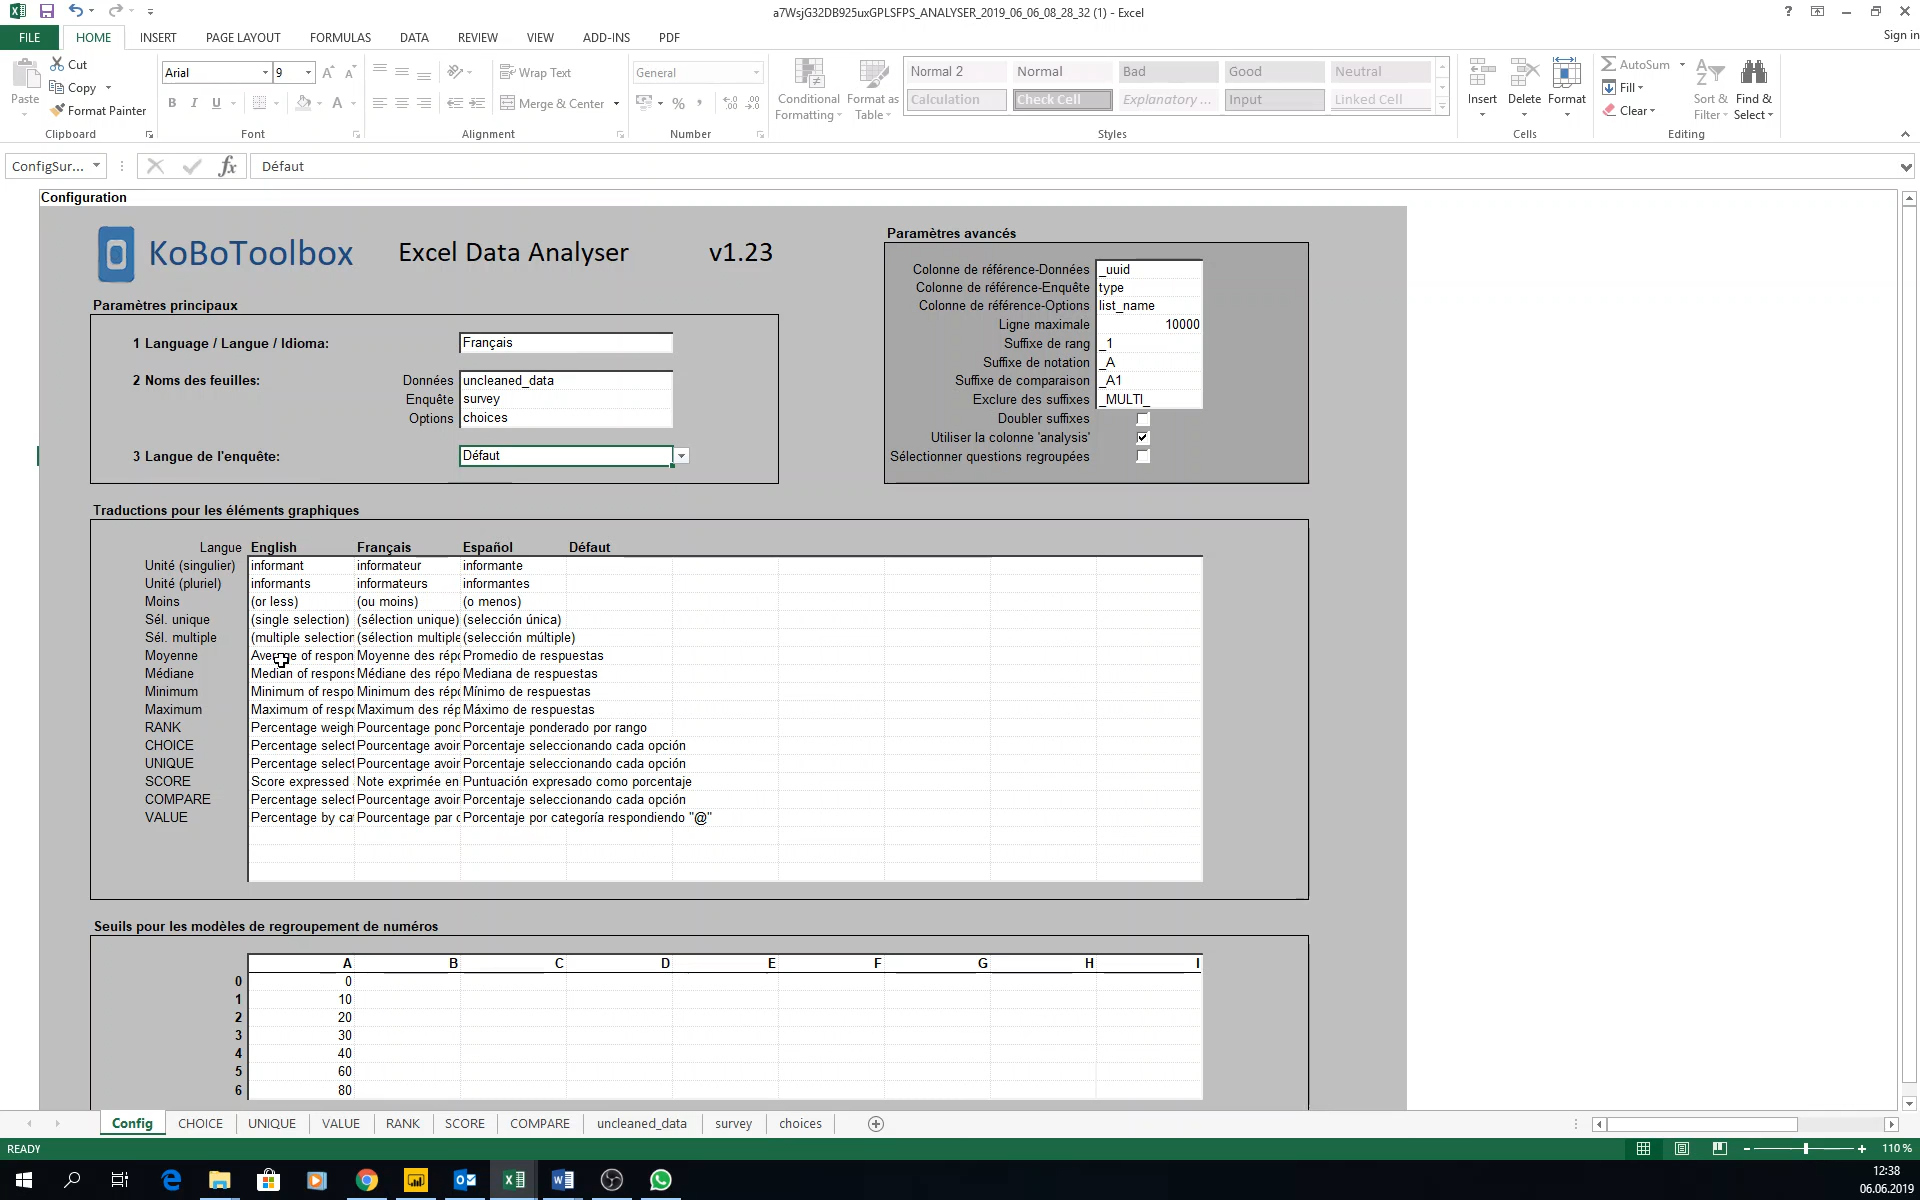 a7WsjG32DB925uxGPLSFPS_ANALYSER_2019_06_06_08_28_32 (1) - Excel
?
FILE HOME INSERT PAGE LAYOUT FORMULAS DATA REVIEW VIEW ADD-INS PDF Sign in
Paste
Cut
Copy
Format Painter
Clipboard
Arial 9
B I U
Font
Wrap Text
Merge & Center
Alignment
General
%
Number
Conditional Formatting
Format as Table
Normal 2 Normal Bad Good Neutral
Calculation Check Cell Explanatory ... Input Linked Cell
Styles
Insert Delete Format
Cells
AutoSum
Fill
Clear
Sort & Filter
Find & Select
Editing
ConfigSur... fx Défaut
Configuration
KoBoToolbox Excel Data Analyser v1.23
Paramètres principaux
1 Language / Langue / Idioma: Français
2 Noms des feuilles: Données uncleaned_data
Enquête survey
Options choices
3 Langue de l'enquête: Défaut
Paramètres avancés
Colonne de référence-Données _uuid
Colonne de référence-Enquête type
Colonne de référence-Options list_name
Ligne maximale 10000
Suffixe de rang _1
Suffixe de notation _A
Suffixe de comparaison _A1
Exclure des suffixes _MULTI_
Doubler suffixes
Utiliser la colonne 'analysis'
Sélectionner questions regroupées
Traductions pour les éléments graphiques
Langue English Français Español Défaut
Unité (singulier) informant informateur informante
Unité (pluriel) informants informateurs informantes
Moins (or less) (ou moins) (o menos)
Sél. unique (single selection) (sélection unique) (selección única)
Sél. multiple (multiple selection (sélection multiple (selección múltiple)
Moyenne Average of respon Moyenne des répo Promedio de respuestas
Médiane Median of respons Médiane des répo Mediana de respuestas
Minimum Minimum of respo Minimum des répo Mínimo de respuestas
Maximum Maximum of respo Maximum des rép Máximo de respuestas
RANK Percentage weigh Pourcentage pond Porcentaje ponderado por rango
CHOICE Percentage select Pourcentage avoir Porcentaje seleccionando cada opción
UNIQUE Percentage select Pourcentage avoir Porcentaje seleccionando cada opción
SCORE Score expressed Note exprimée en Puntuación expresado como porcentaje
COMPARE Percentage select Pourcentage avoir Porcentaje seleccionando cada opción
VALUE Percentage by cat Pourcentage par c Porcentaje por categoría respondiendo "@"
Seuils pour les modèles de regroupement de numéros
A B C D E F G H I
0 0
1 10
2 20
3 30
4 40
5 60
6 80
Config CHOICE UNIQUE VALUE RANK SCORE COMPARE uncleaned_data survey choices
READY 110 %
12:38
06.06.2019